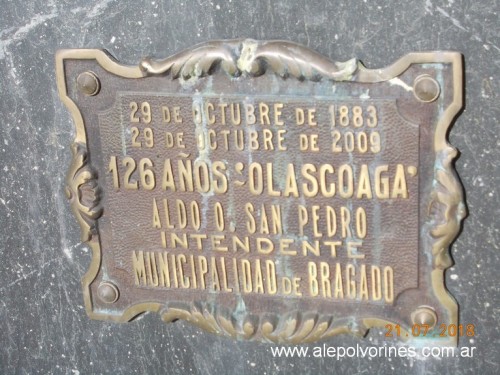 29 DE OCTUBRE DE 1883
29 DE OCTUBRE DE 2009
126 AÑOS "OLASCOAGA"
ALDO O. SAN PEDRO
INTENDENTE
MUNICIPALIDAD DE BRAGADO
21.07.2013
www.alepolvorines.com.ar